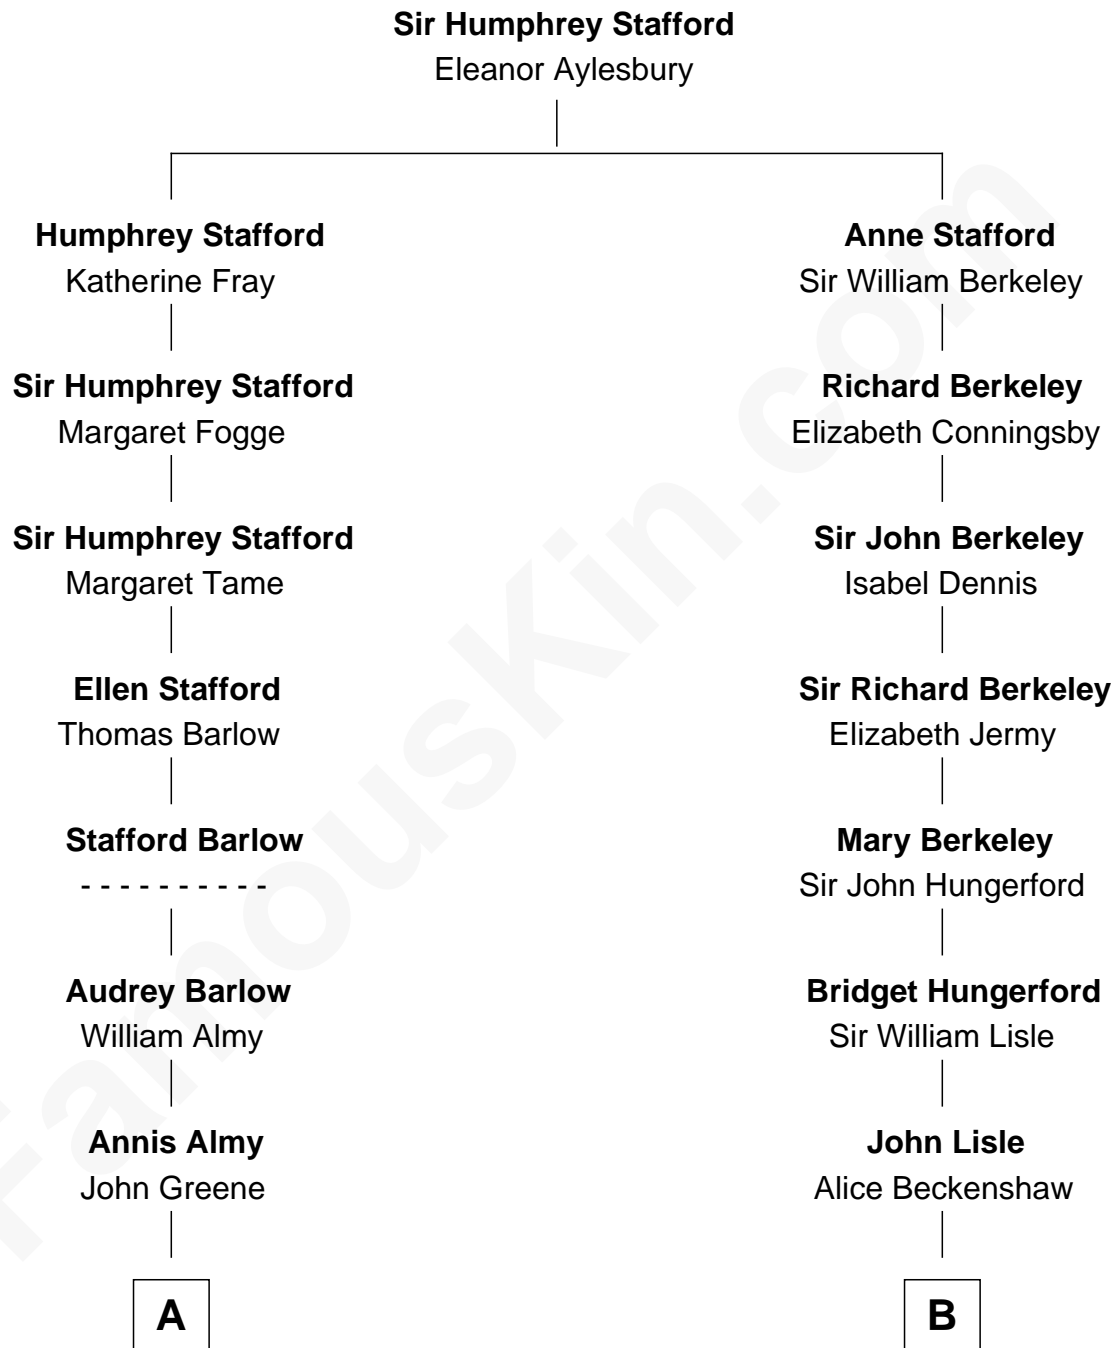 Sir Humphrey Stafford
Eleanor Aylesbury
Humphrey Stafford
Katherine Fray
Sir Humphrey Stafford
Margaret Fogge
Sir Humphrey Stafford
Margaret Tame
Ellen Stafford
Thomas Barlow
Stafford Barlow
- - - - - - - - - -
Audrey Barlow
William Almy
Annis Almy
John Greene
A
Anne Stafford
Sir William Berkeley
Richard Berkeley
Elizabeth Conningsby
Sir John Berkeley
Isabel Dennis
Sir Richard Berkeley
Elizabeth Jermy
Mary Berkeley
Sir John Hungerford
Bridget Hungerford
Sir William Lisle
John Lisle
Alice Beckenshaw
B
FamousKin.com